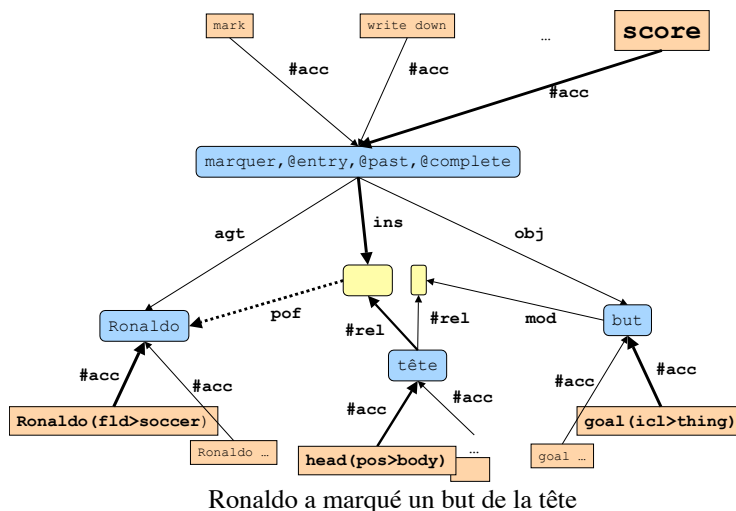 mark write down … score
#acc #acc #acc
marquer,@entry,@past,@complete
agt ins obj
pof #rel #rel mod
Ronaldo but
#acc #acc tête #acc #acc
#acc #acc
Ronaldo(fld>soccer) goal(icl>thing)
Ronaldo … head(pos>body) … goal …
Ronaldo a marqué un but de la tête